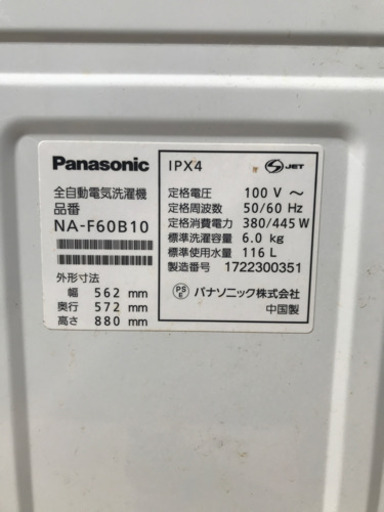 Panasonic
全自動電気洗濯機
品番
NA-F60B10
外形寸法
幅 562 mm
奥行 572 mm
高さ 880 mm
IPX4
S JET
定格電圧 100 V ～
定格周波数 50/60 Hz
定格消費電力 380/445 W
標準洗濯容量 6.0 kg
標準使用水量 116 L
製造番号 1722300351
PS E パナソニック株式会社
中国製